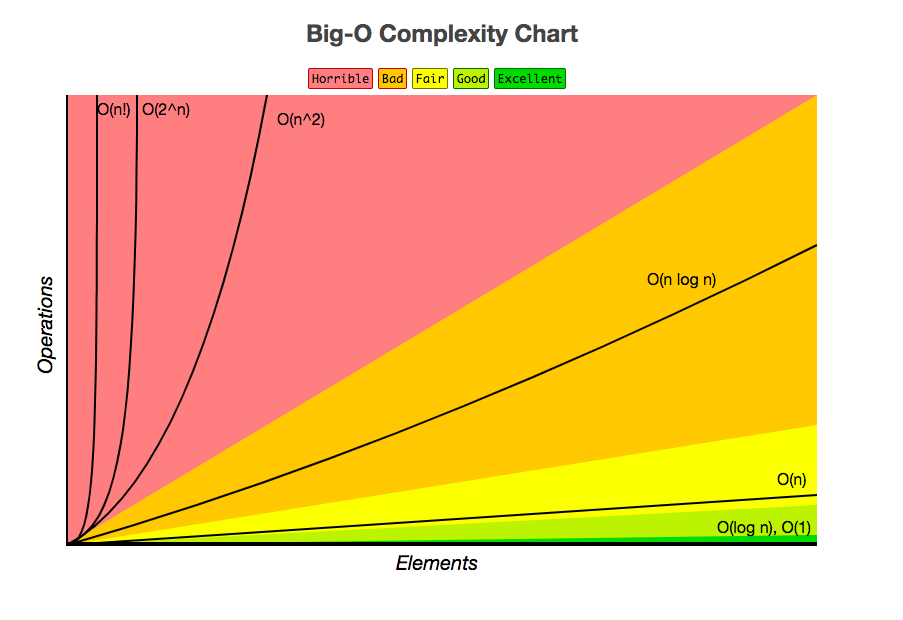 Big-O Complexity Chart
Horrible Bad Fair Good Excellent
O(n!) O(2^n) O(n^2)
O(n log n)
O(n)
O(log n), O(1)
Operations
Elements